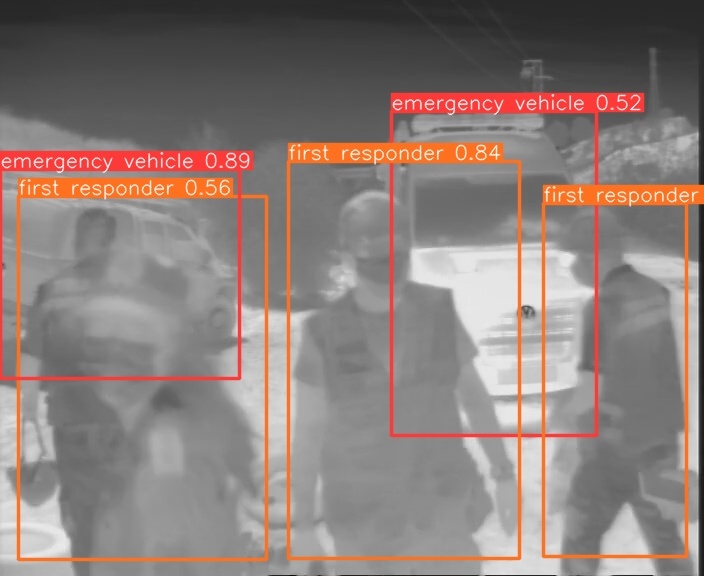 emergency vehicle 0.52
first responder 0.84
emergency vehicle 0.89
first responder 0.56
first responder